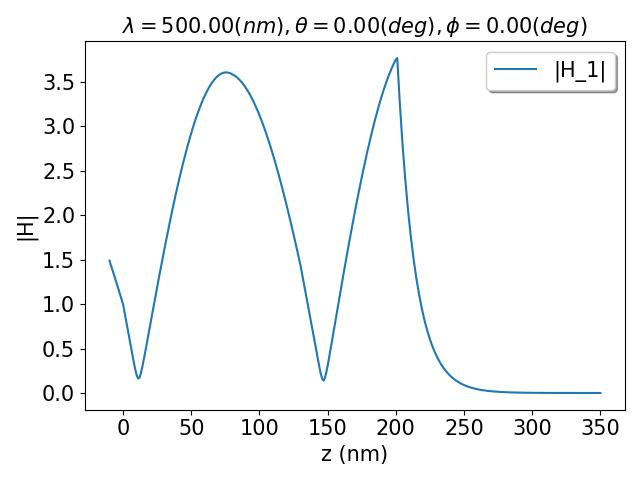 λ = 500.00(nm), θ = 0.00(deg), ϕ = 0.00(deg)
|H_1|
|H|
3.5
3.0
2.5
2.0
1.5
1.0
0.5
0.0
0 50 100 150 200 250 300 350
z (nm)